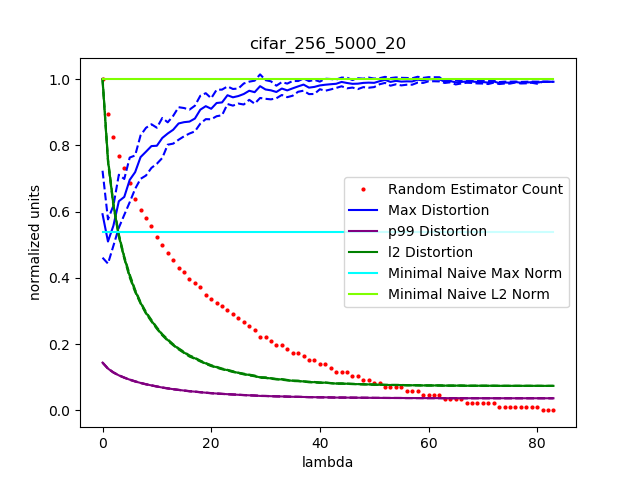 cifar_256_5000_20
normalized units
1.0
0.8
0.6
0.4
0.2
0.0
Random Estimator Count
Max Distortion
p99 Distortion
l2 Distortion
Minimal Naive Max Norm
Minimal Naive L2 Norm
0 20 40 60 80
lambda